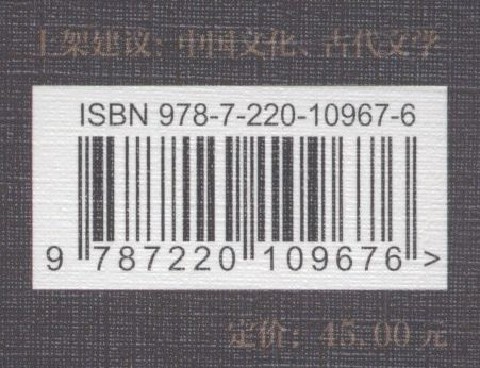 上架建议：中国文化、古代文学
ISBN 978-7-220-10967-6
9 787220 109676 >
定价：45.00元